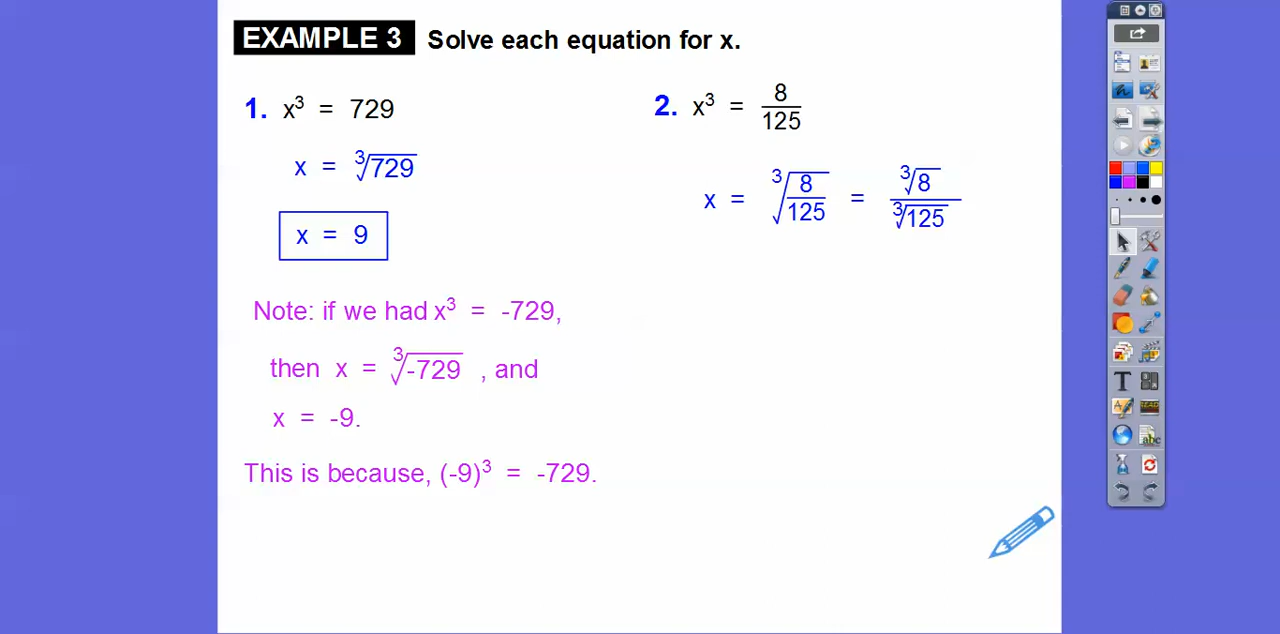 EXAMPLE 3 Solve each equation for x.
1. x³ = 729
x = ∛729
x = 9
Note: if we had x³ = -729,
then x = ∛-729 , and
x = -9.
This is because, (-9)³ = -729.
2. x³ = 8/125
x = ∛(8/125) = ∛8/∛125